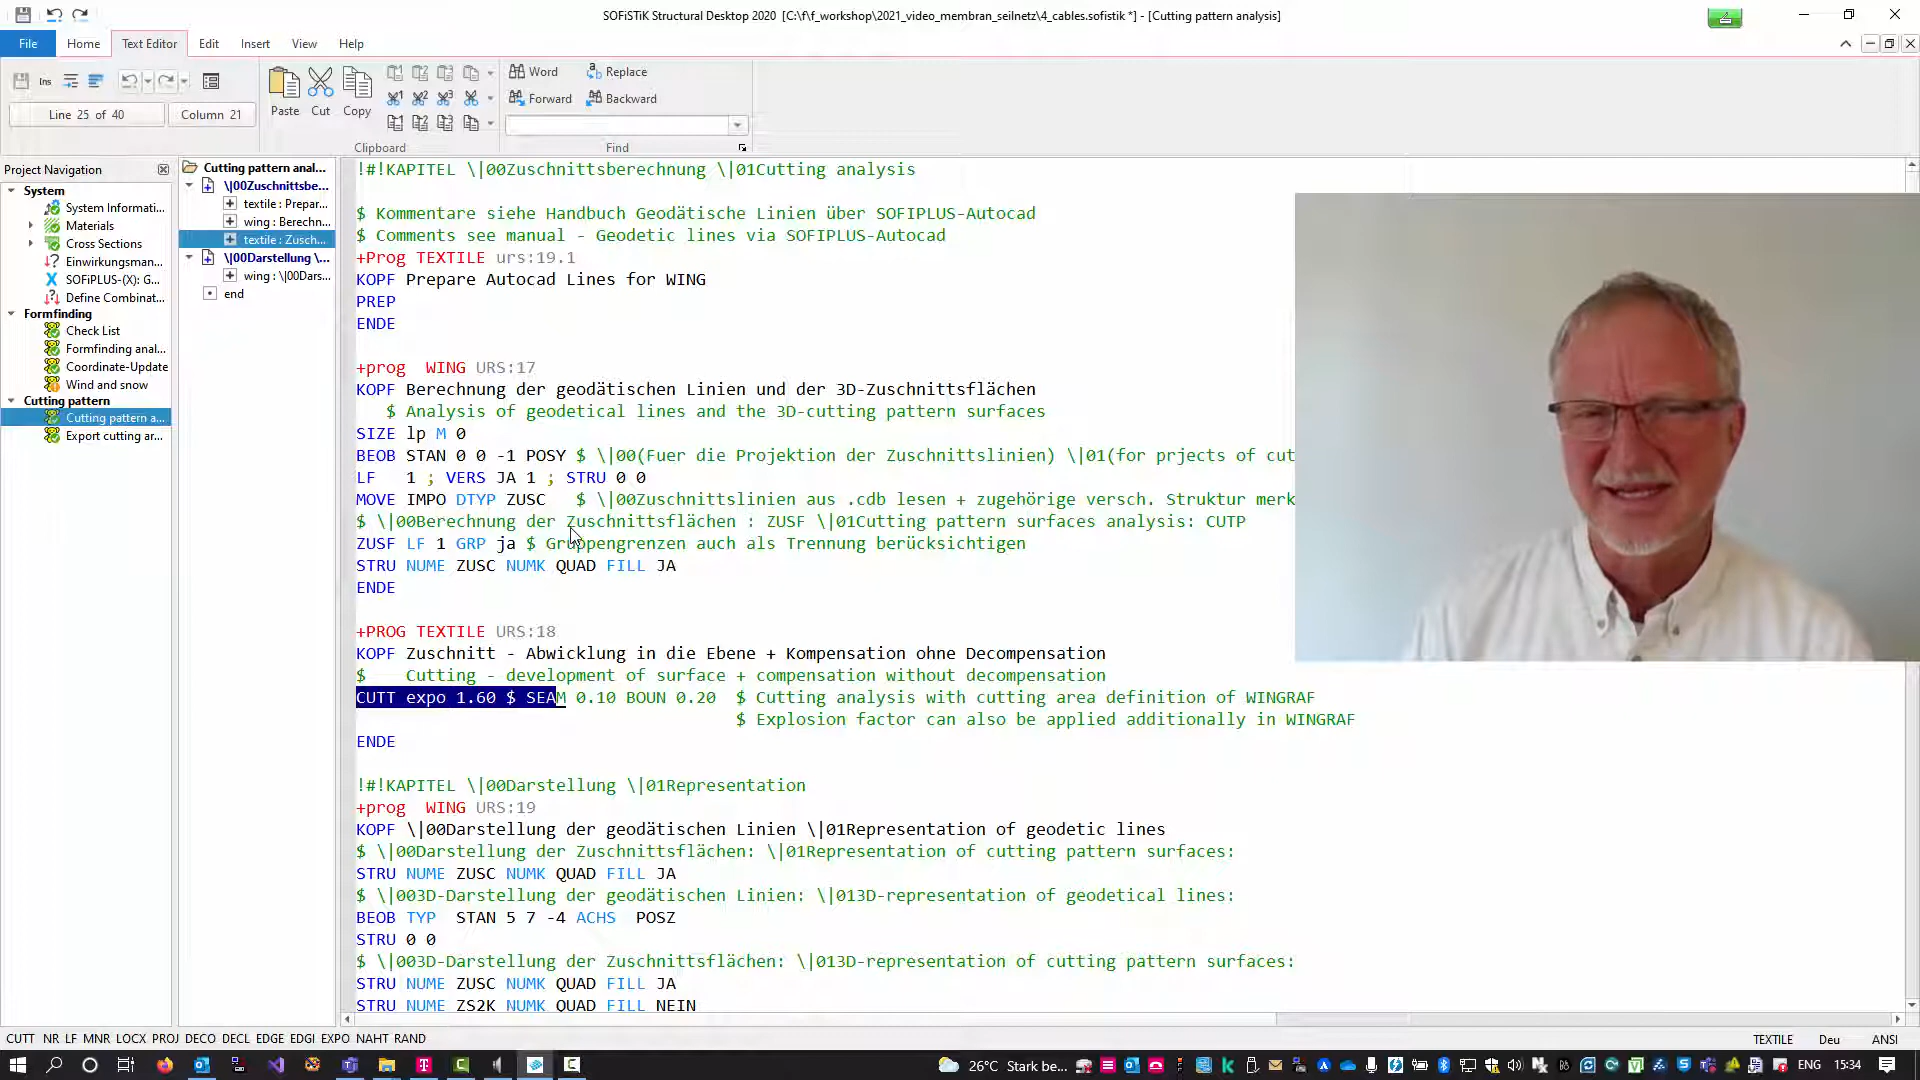 SOFiSTiK Structural Desktop 2020 [C:\f\f_workshop\2021_video_membran_seilnetz\4_cables.sofistik *] - [Cutting pattern analysis]
File Home Text Editor Edit Insert View Help
Ins
Line 25 of 40
Column 21
Paste Cut Copy
Clipboard
Word Replace
Forward Backward
Find
Project Navigation
System
System Informati...
Materials
Cross Sections
Einwirkungsman...
SOFiPLUS-(X): G...
Define Combinat...
Formfinding
Check List
Formfinding anal...
Coordinate-Update
Wind and snow
Cutting pattern
Cutting pattern a...
Export cutting ar...
Cutting pattern anal...
\|00Zuschnittsbe...
textile : Prepar...
wing : Berechn...
textile : Zusch...
\|00Darstellung \...
wing : \|00Dars...
end
!#!KAPITEL \|00Zuschnittsberechnung \|01Cutting analysis
$ Kommentare siehe Handbuch Geodätische Linien über SOFIPLUS-Autocad
$ Comments see manual - Geodetic lines via SOFIPLUS-Autocad
+Prog TEXTILE urs:19.1
KOPF Prepare Autocad Lines for WING
PREP
ENDE
+prog  WING URS:17
KOPF Berechnung der geodätischen Linien und der 3D-Zuschnittsflächen
$ Analysis of geodetical lines and the 3D-cutting pattern surfaces
SIZE lp M 0
BEOB STAN 0 0 -1 POSY $ \|00(Fuer die Projektion der Zuschnittslinien) \|01(for prjects of cut
LF   1 ; VERS JA 1 ; STRU 0 0
MOVE IMPO DTYP ZUSC   $ \|00Zuschnittslinien aus .cdb lesen + zugehörige versch. Struktur merk
$ \|00Berechnung der Zuschnittsflächen : ZUSF \|01Cutting pattern surfaces analysis: CUTP
ZUSF LF 1 GRP ja $ Gruppengrenzen auch als Trennung berücksichtigen
STRU NUME ZUSC NUMK QUAD FILL JA
ENDE
+PROG TEXTILE URS:18
KOPF Zuschnitt - Abwicklung in die Ebene + Kompensation ohne Decompensation
$    Cutting - development of surface + compensation without decompensation
CUTT expo 1.60 $ SEAM 0.10 BOUN 0.20  $ Cutting analysis with cutting area definition of WINGRAF
$ Explosion factor can also be applied additionally in WINGRAF
ENDE
!#!KAPITEL \|00Darstellung \|01Representation
+prog  WING URS:19
KOPF \|00Darstellung der geodätischen Linien \|01Representation of geodetic lines
$ \|00Darstellung der Zuschnittsflächen: \|01Representation of cutting pattern surfaces:
STRU NUME ZUSC NUMK QUAD FILL JA
$ \|003D-Darstellung der geodätischen Linien: \|013D-representation of geodetical lines:
BEOB TYP  STAN 5 7 -4 ACHS  POSZ
STRU 0 0
$ \|003D-Darstellung der Zuschnittsflächen: \|013D-representation of cutting pattern surfaces:
STRU NUME ZUSC NUMK QUAD FILL JA
STRU NUME ZS2K NUMK QUAD FILL NEIN
CUTT NR LF MNR LOCX PROJ DECO DECL EDGE EDGI EXPO NAHT RAND
TEXTILE Deu ANSI
26°C Stark be... ENG 15:34